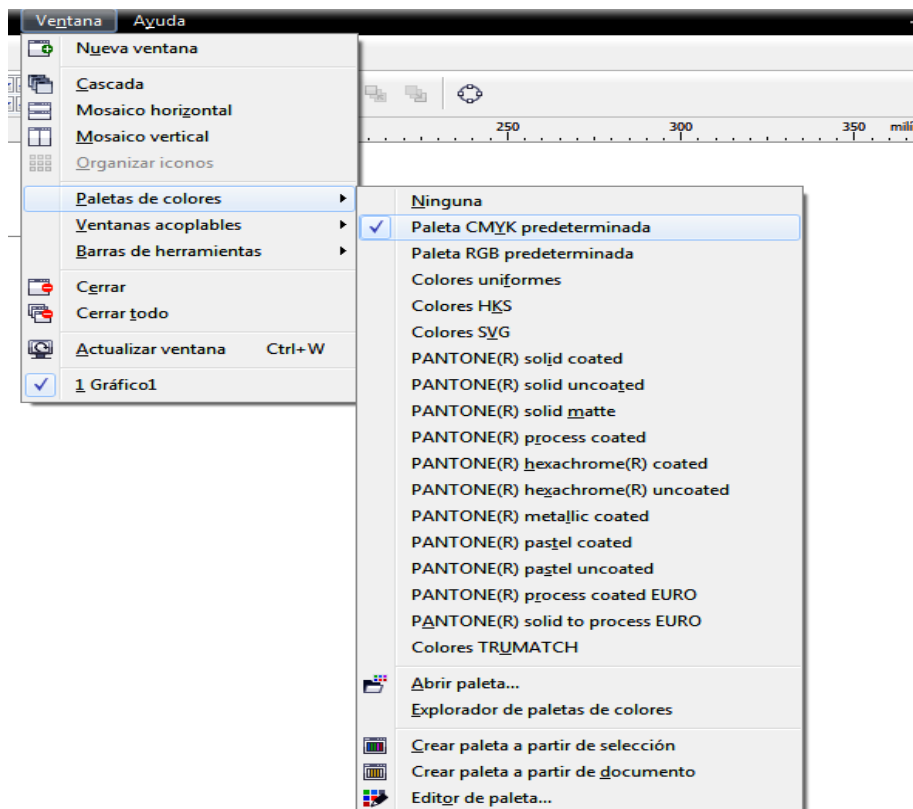 Ventana Ayuda
Nueva ventana
Cascada
Mosaico horizontal
Mosaico vertical
Organizar iconos
Paletas de colores
Ventanas acoplables
Barras de herramientas
Cerrar
Cerrar todo
Actualizar ventana Ctrl+W
1 Gráfico1
250 300 350 milí
Ninguna
Paleta CMYK predeterminada
Paleta RGB predeterminada
Colores uniformes
Colores HKS
Colores SVG
PANTONE(R) solid coated
PANTONE(R) solid uncoated
PANTONE(R) solid matte
PANTONE(R) process coated
PANTONE(R) hexachrome(R) coated
PANTONE(R) hexachrome(R) uncoated
PANTONE(R) metallic coated
PANTONE(R) pastel coated
PANTONE(R) pastel uncoated
PANTONE(R) process coated EURO
PANTONE(R) solid to process EURO
Colores TRUMATCH
Abrir paleta...
Explorador de paletas de colores
Crear paleta a partir de selección
Crear paleta a partir de documento
Editor de paleta...